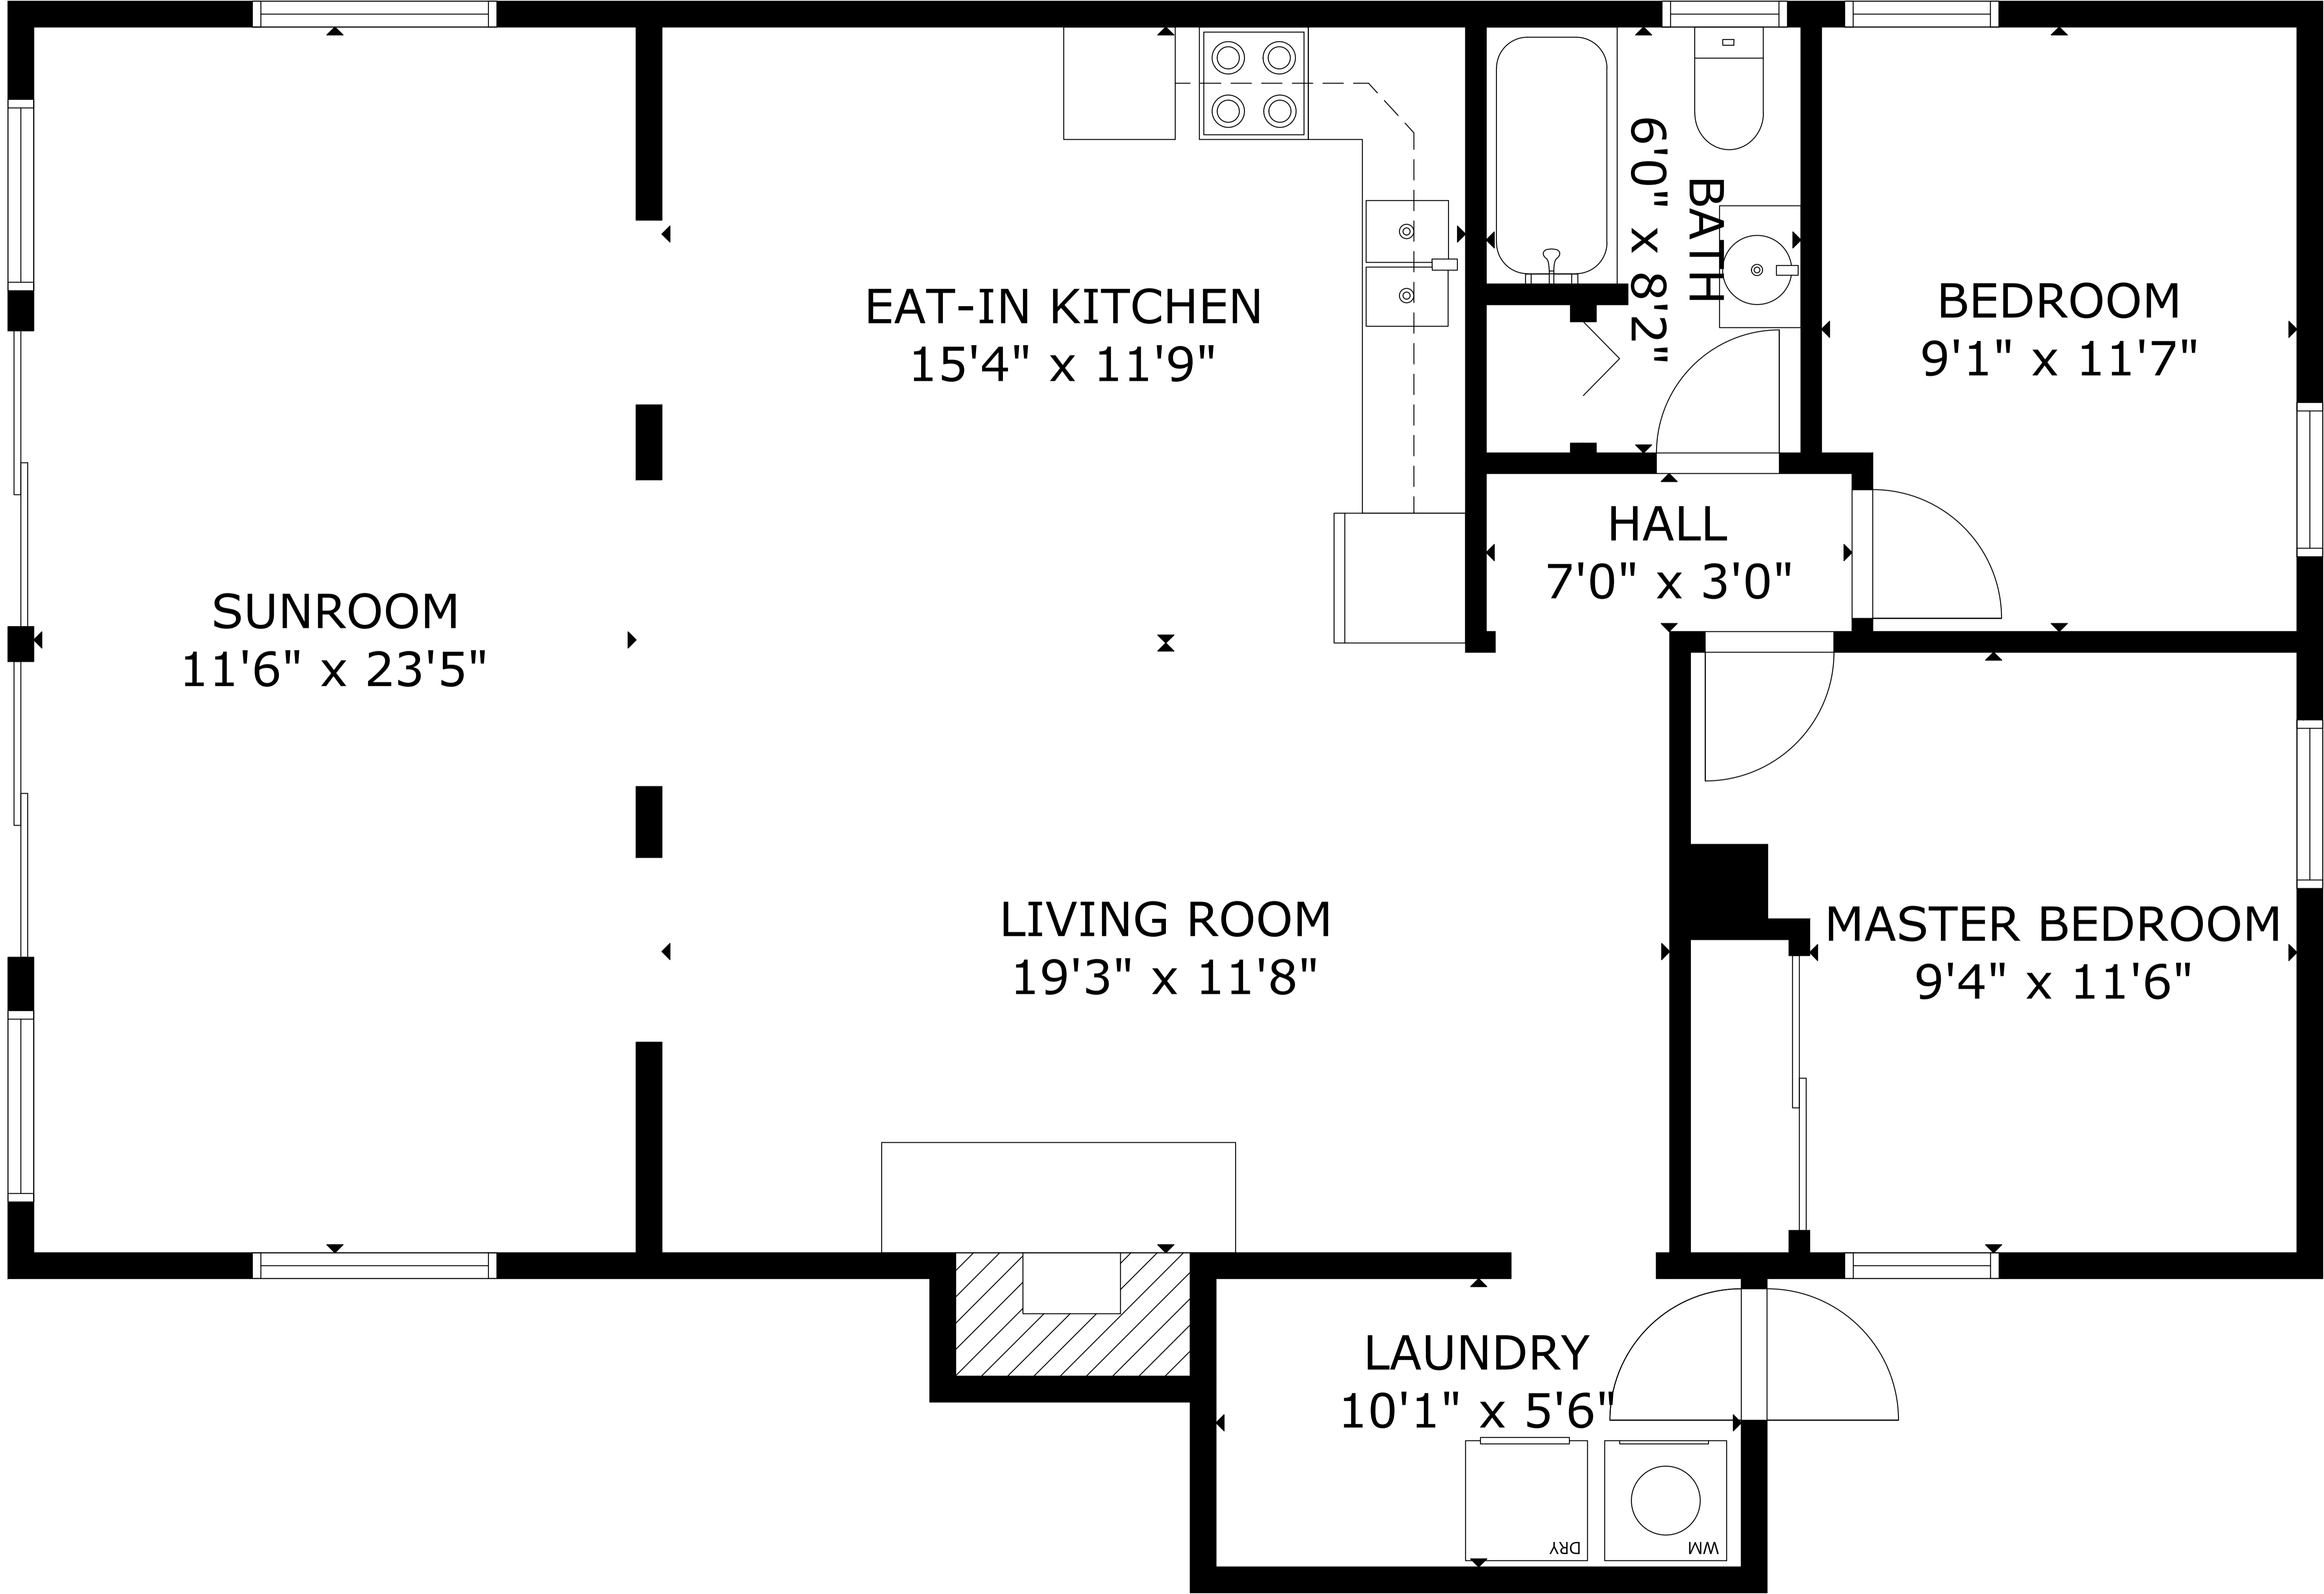 EAT-IN KITCHEN
15'4" x 11'9"
BATH
6'0" x 8'2"
BEDROOM
9'1" x 11'7"
HALL
7'0" x 3'0"
SUNROOM
11'6" x 23'5"
LIVING ROOM
19'3" x 11'8"
MASTER BEDROOM
9'4" x 11'6"
LAUNDRY
10'1" x 5'6"
DRY
WM